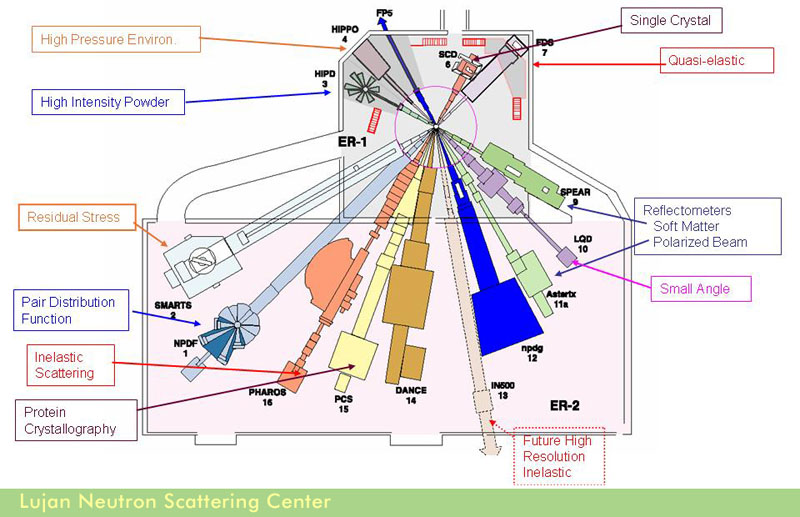 FP5
Single Crystal
High Pressure Environ.
HIPPO
4
SCD
6
FDS
7
Quasi-elastic
HIPD
3
High Intensity Powder
ER-1
SPEAR
9
Residual Stress
Reflectometers
Soft Matter
Polarized Beam
LQD
10
Small Angle
SMARTS
2
Asterix
11a
Pair Distribution
Function
NPDF
1
npdg
12
Inelastic
Scattering
PHAROS
16
PCS
15
DANCE
14
IN500
13
ER-2
Protein
Crystallography
Future High
Resolution
Inelastic
Lujan Neutron Scattering Center